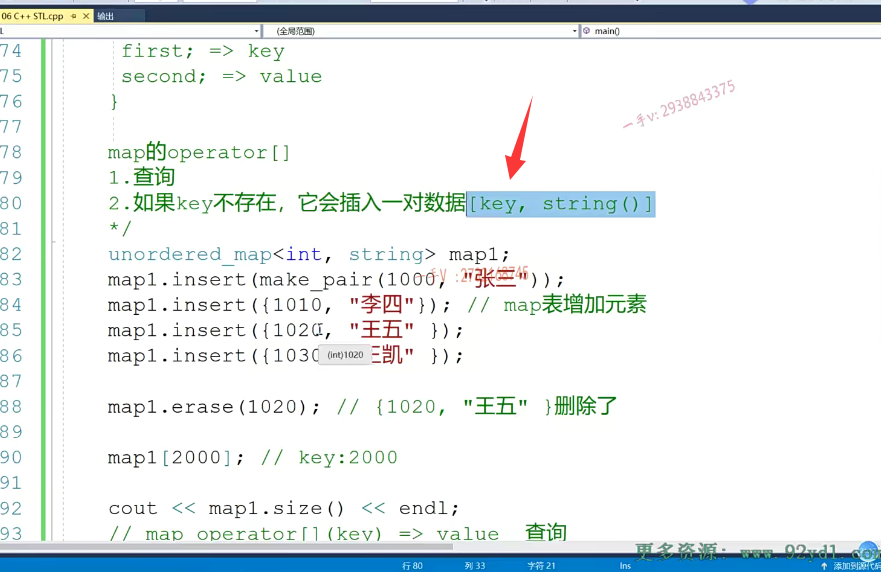 06 C++ STL.cpp
输出
(全局范围)
main()
74 first; => key
75 second; => value
76 }
77
78 map的operator[]
79 1.查询
80 2.如果key不存在，它会插入一对数据[key, string()]
81 */
82 unordered_map<int, string> map1;
83 map1.insert(make_pair(1000, "张三"));
84 map1.insert({1010, "李四"}); // map表增加元素
85 map1.insert({1020, "王五" });
86 map1.insert({1030 王凯" });
(int)1020
87
88 map1.erase(1020); // {1020, "王五" }删除了
89
90 map1[2000]; // key:2000
91
92 cout << map1.size() << endl;
93 // map operator[](key) => value 查询
一手v: 2938843375
更多资源: www.92yd1.com
行 80
列 33
字符 21
Ins
添加到源代码